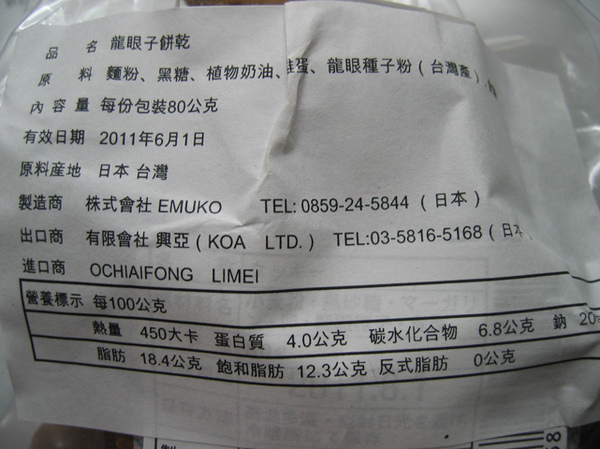 品 名 龍眼子餅乾
原 料 麵粉、黑糖、植物奶油、雞蛋、龍眼種子粉(台灣產)
內 容 量 每份包裝80公克
有效日期 2011年6月1日
原料産地 日本 台灣
製造商 株式會社 EMUKO TEL: 0859-24-5844 (日本)
出口商 有限會社 興亞(KOA LTD.) TEL:03-5816-5168(日本
進口商 OCHIAIFONG LIMEI
營養標示 每100公克
熱量 450大卡 蛋白質 4.0公克 碳水化合物 6.8公克 鈉 20
脂肪 18.4公克 飽和脂肪 12.3公克 反式脂肪 0公克